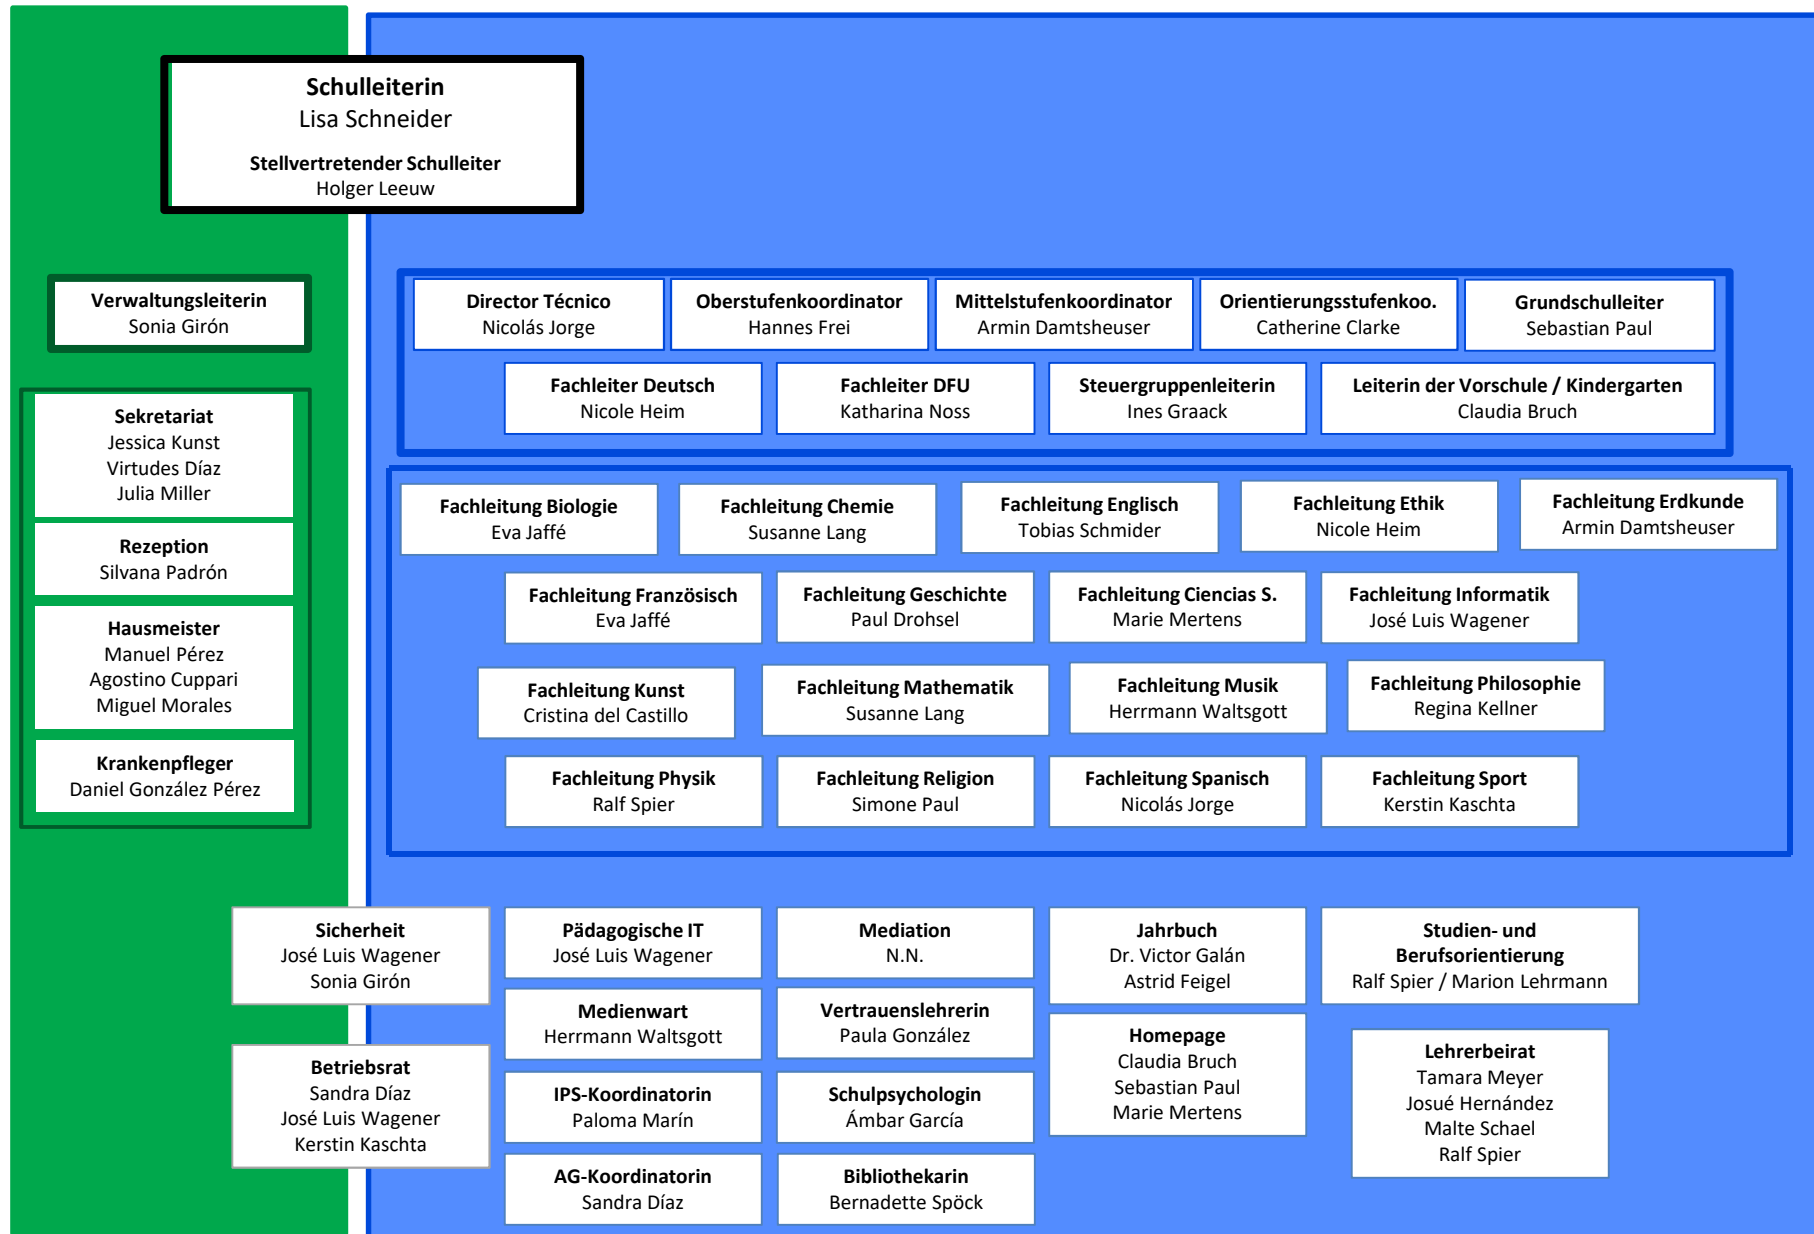 Schulleiterin
Lisa Schneider
Stellvertretender Schulleiter
Holger Leeuw
Verwaltungsleiterin
Sonia Girón
Sekretariat
Jessica Kunst
Virtudes Díaz
Julia Miller
Rezeption
Silvana Padrón
Hausmeister
Manuel Pérez
Agostino Cuppari
Miguel Morales
Krankenpfleger
Daniel González Pérez
Director Técnico
Nicolás Jorge
Oberstufenkoordinator
Hannes Frei
Mittelstufenkoordinator
Armin Damtsheuser
Orientierungsstufenkoo.
Catherine Clarke
Grundschulleiter
Sebastian Paul
Fachleiter Deutsch
Nicole Heim
Fachleiter DFU
Katharina Noss
Steuergruppenleiterin
Ines Graack
Leiterin der Vorschule / Kindergarten
Claudia Bruch
Fachleitung Biologie
Eva Jaffé
Fachleitung Chemie
Susanne Lang
Fachleitung Englisch
Tobias Schmider
Fachleitung Ethik
Nicole Heim
Fachleitung Erdkunde
Armin Damtsheuser
Fachleitung Französisch
Eva Jaffé
Fachleitung Geschichte
Paul Drohsel
Fachleitung Ciencias S.
Marie Mertens
Fachleitung Informatik
José Luis Wagener
Fachleitung Kunst
Cristina del Castillo
Fachleitung Mathematik
Susanne Lang
Fachleitung Musik
Herrmann Waltsgott
Fachleitung Philosophie
Regina Kellner
Fachleitung Physik
Ralf Spier
Fachleitung Religion
Simone Paul
Fachleitung Spanisch
Nicolás Jorge
Fachleitung Sport
Kerstin Kaschta
Sicherheit
José Luis Wagener
Sonia Girón
Betriebsrat
Sandra Díaz
José Luis Wagener
Kerstin Kaschta
Pädagogische IT
José Luis Wagener
Medienwart
Herrmann Waltsgott
IPS-Koordinatorin
Paloma Marín
AG-Koordinatorin
Sandra Díaz
Mediation
N.N.
Vertrauenslehrerin
Paula González
Schulpsychologin
Ámbar García
Bibliothekarin
Bernadette Spöck
Jahrbuch
Dr. Victor Galán
Astrid Feigel
Homepage
Claudia Bruch
Sebastian Paul
Marie Mertens
Studien- und
Berufsorientierung
Ralf Spier / Marion Lehrmann
Lehrerbeirat
Tamara Meyer
Josué Hernández
Malte Schael
Ralf Spier